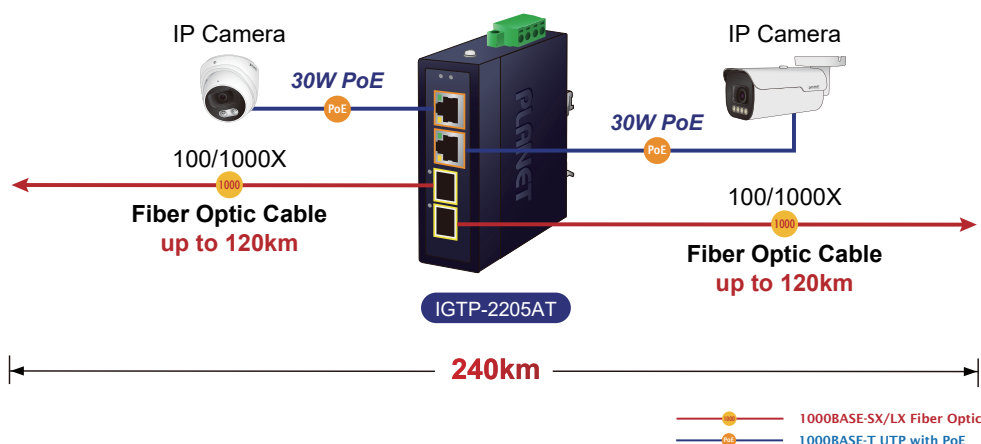 IP Camera
IP Camera
30W PoE
PoE
30W PoE
PoE
PLANET
100/1000X
1000
Fiber Optic Cable
up to 120km
100/1000X
1000
Fiber Optic Cable
up to 120km
IGTP-2205AT
240km
1000
1000BASE-SX/LX Fiber Optic
PoE
1000BASE-T UTP with PoE